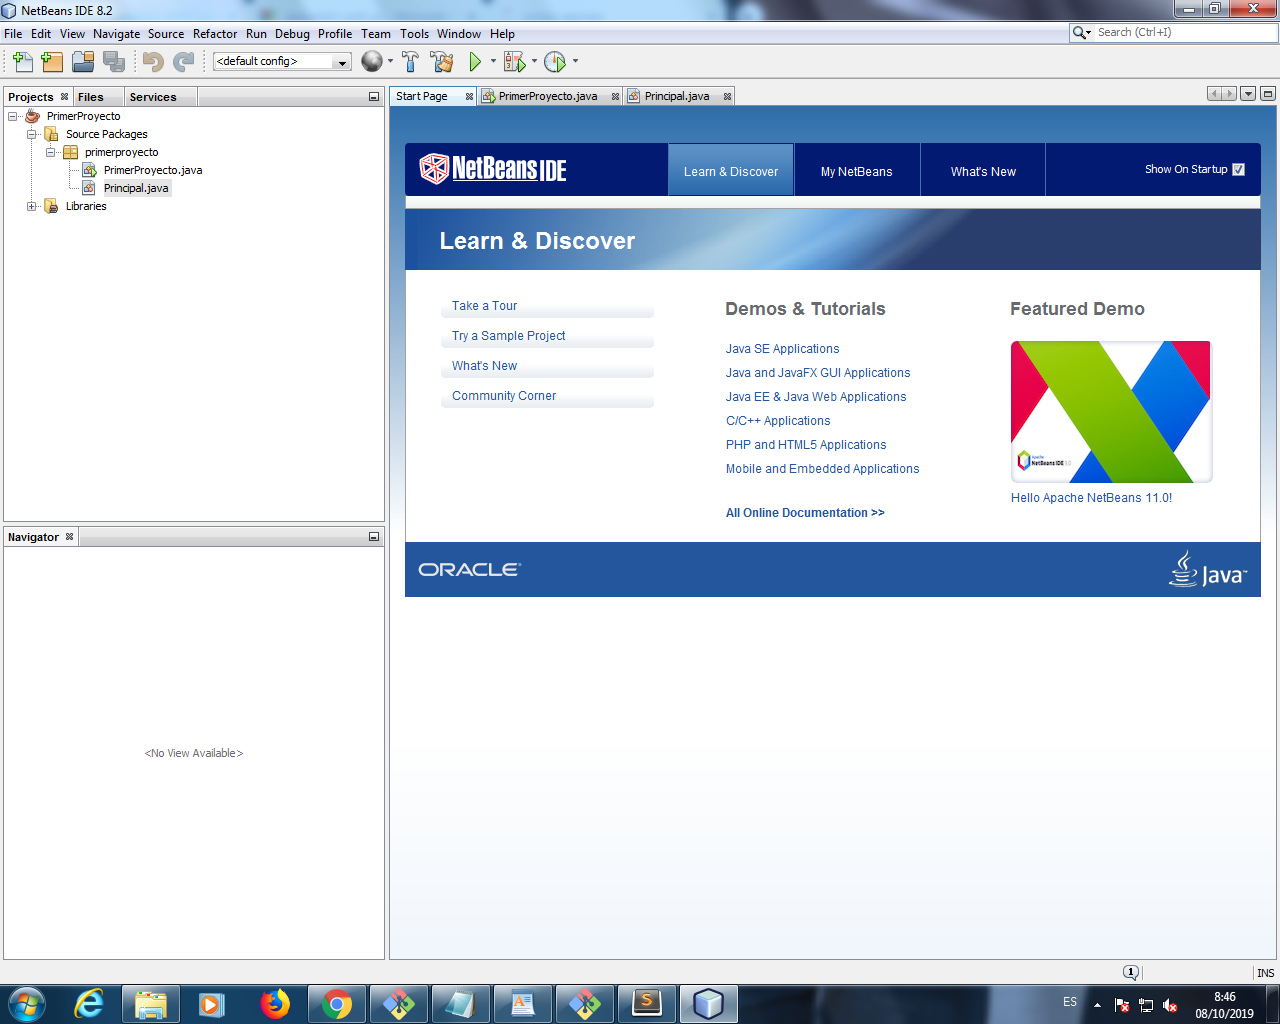 NetBeans IDE 8.2
File Edit View Navigate Source Refactor Run Debug Profile Team Tools Window Help
Search (Ctrl+I)
<default config>
Projects Files Services
Start Page PrimerProyecto.java Principal.java
PrimerProyecto
Source Packages
primerproyecto
PrimerProyecto.java
Principal.java
Libraries
NetBeans IDE
Learn & Discover My NetBeans What's New Show On Startup
Learn & Discover
Take a Tour
Try a Sample Project
What's New
Community Corner
Demos & Tutorials
Java SE Applications
Java and JavaFX GUI Applications
Java EE & Java Web Applications
C/C++ Applications
PHP and HTML5 Applications
Mobile and Embedded Applications
All Online Documentation >>
Featured Demo
Apache
NetBeans IDE 9.0
Hello Apache NetBeans 11.0!
ORACLE
Java
Navigator
<No View Available>
1
INS
ES
8:46
08/10/2019